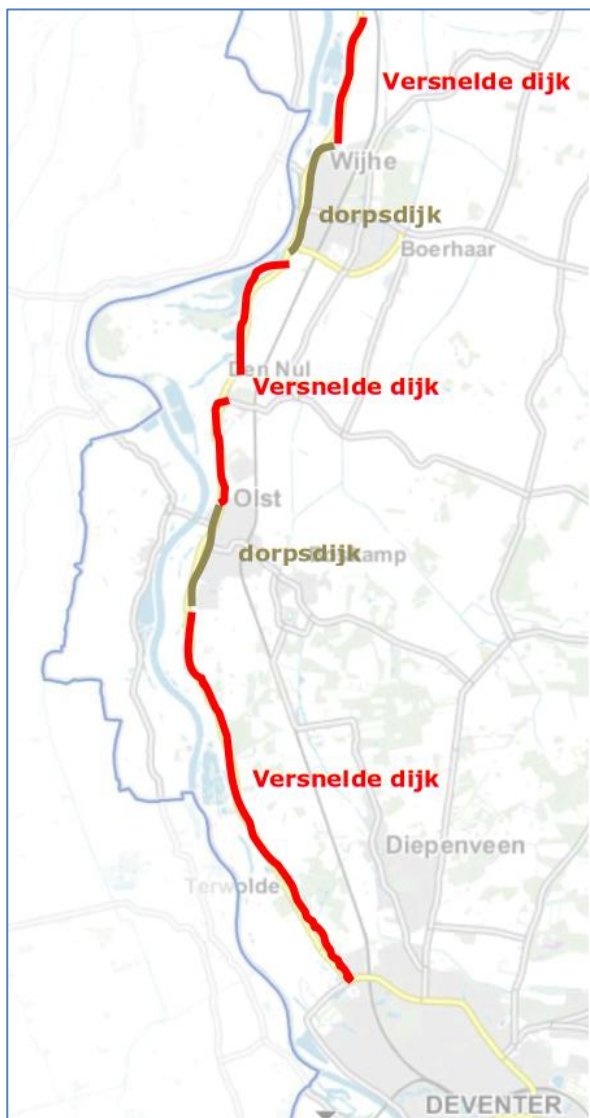 Versnelde dijk
Wijhe
dorpsdijk
Boerhaar
Den Nul
Versnelde dijk
Olst
dorpsdijk
Versnelde dijk
Diepenveen
Terwolde
DEVENTER